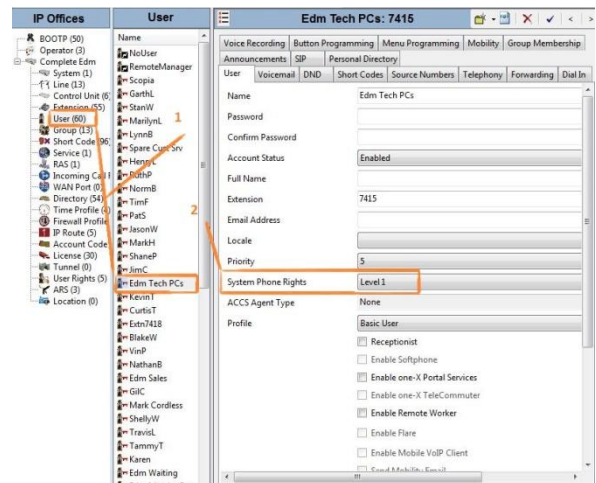 IP Offices
BOOTP (50)
Operator (3)
Complete Edm
System (1)
Line (13)
Control Unit (6)
Extension (55)
User (60)
Group (13)
Short Code (96)
Service (1)
RAS (1)
Incoming Call R
WAN Port (0)
Directory (54)
Time Profile (4)
Firewall Profile
IP Route (5)
Account Code
License (30)
Tunnel (0)
User Rights (5)
ARS (3)
Location (0)
1
2
User
Name
NoUser
RemoteManager
Scopia
GarthL
StanW
MarilynL
LynnB
Spare Cust Srv
HenryL
RuthP
NormB
TimF
PatS
JasonW
MarkH
ShaneP
JimC
Edm Tech PCs
KevinT
CurtisT
Extn7418
BlakeW
VinP
NathanB
Edm Sales
GilC
Mark Cordless
ShellyW
TravisL
TammyT
Karen
Edm Waiting
Edm Tech PCs: 7415
Voice Recording Button Programming Menu Programming Mobility Group Membership
Announcements SIP Personal Directory
User Voicemail DND Short Codes Source Numbers Telephony Forwarding Dial In
Name Edm Tech PCs
Password
Confirm Password
Account Status Enabled
Full Name
Extension 7415
Email Address
Locale
Priority 5
System Phone Rights Level 1
ACCS Agent Type None
Profile Basic User
Receptionist
Enable Softphone
Enable one-X Portal Services
Enable one-X TeleCommuter
Enable Remote Worker
Enable Flare
Enable Mobile VoIP Client
Send Mobility Email